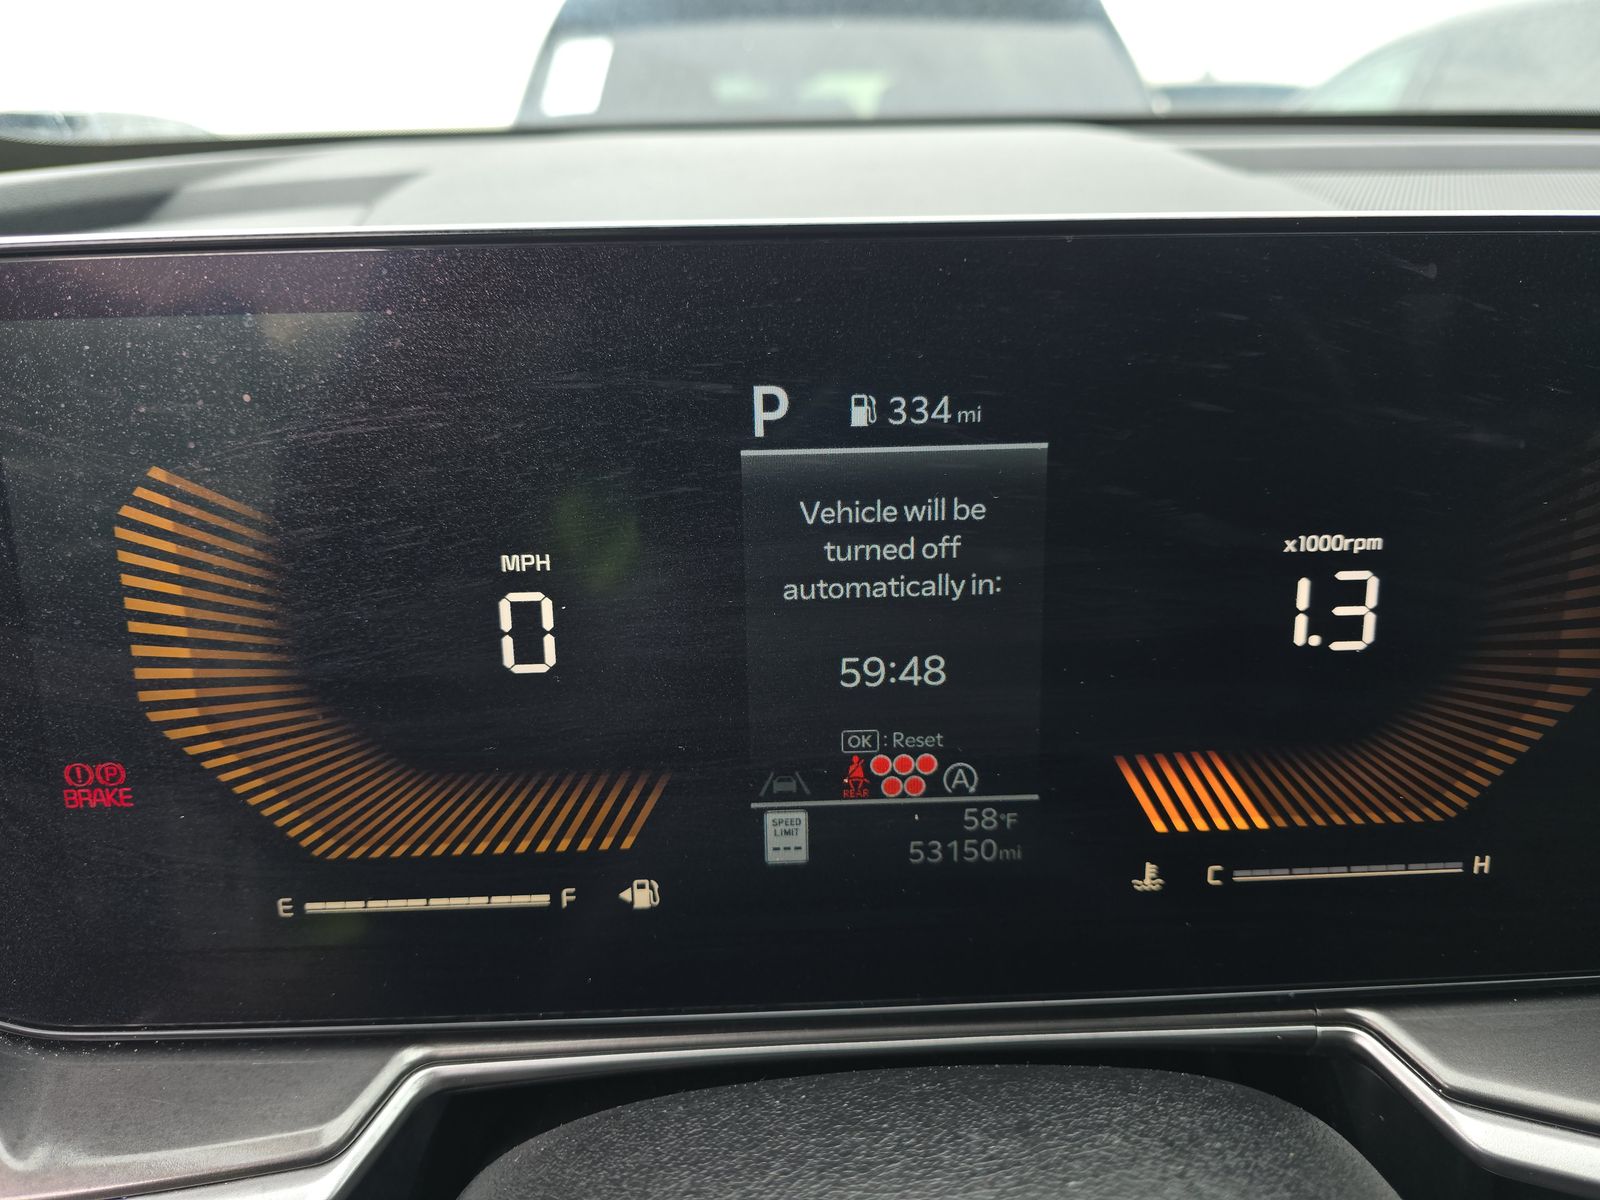 P 334 mi
Vehicle will be
turned off
automatically in:
59:48
OK : Reset
MPH
0
x1000rpm
1.3
BRAKE
REAR
A
SPEED
LIMIT
---
58°F
53150mi
E F
C H